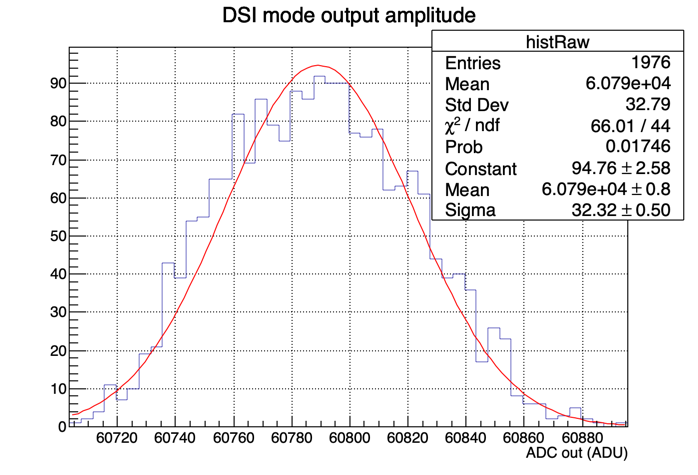 DSI mode output amplitude
histRaw
Entries 1976
Mean 6.079e+04
Std Dev 32.79
χ² / ndf 66.01 / 44
Prob 0.01746
Constant 94.76 ± 2.58
Mean 6.079e+04 ± 0.8
Sigma 32.32 ± 0.50
90
80
70
60
50
40
30
20
10
0
60720 60740 60760 60780 60800 60820 60840 60860 60880
ADC out (ADU)